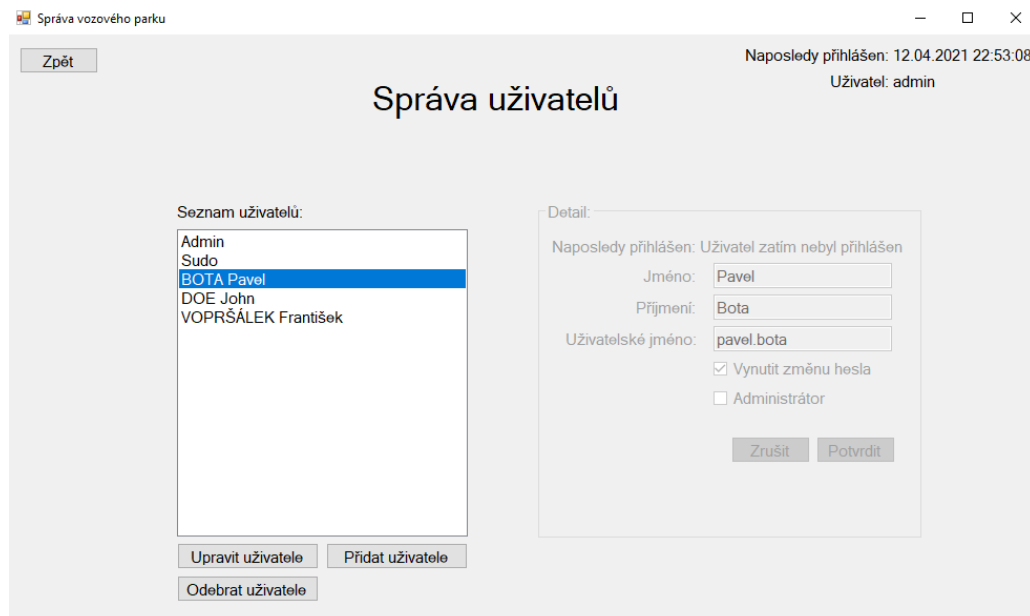 Správa vozového parku
Zpět
Naposledy přihlášen: 12.04.2021 22:53:08
Uživatel: admin
Správa uživatelů
Seznam uživatelů:
Admin
Sudo
BOTA Pavel
DOE John
VOPRŠÁLEK František
Upravit uživatele
Přidat uživatele
Odebrat uživatele
Detail:
Naposledy přihlášen: Uživatel zatím nebyl přihlášen
Jméno: Pavel
Příjmení: Bota
Uživatelské jméno: pavel.bota
Vynutit změnu hesla
Administrátor
Zrušit
Potvrdit